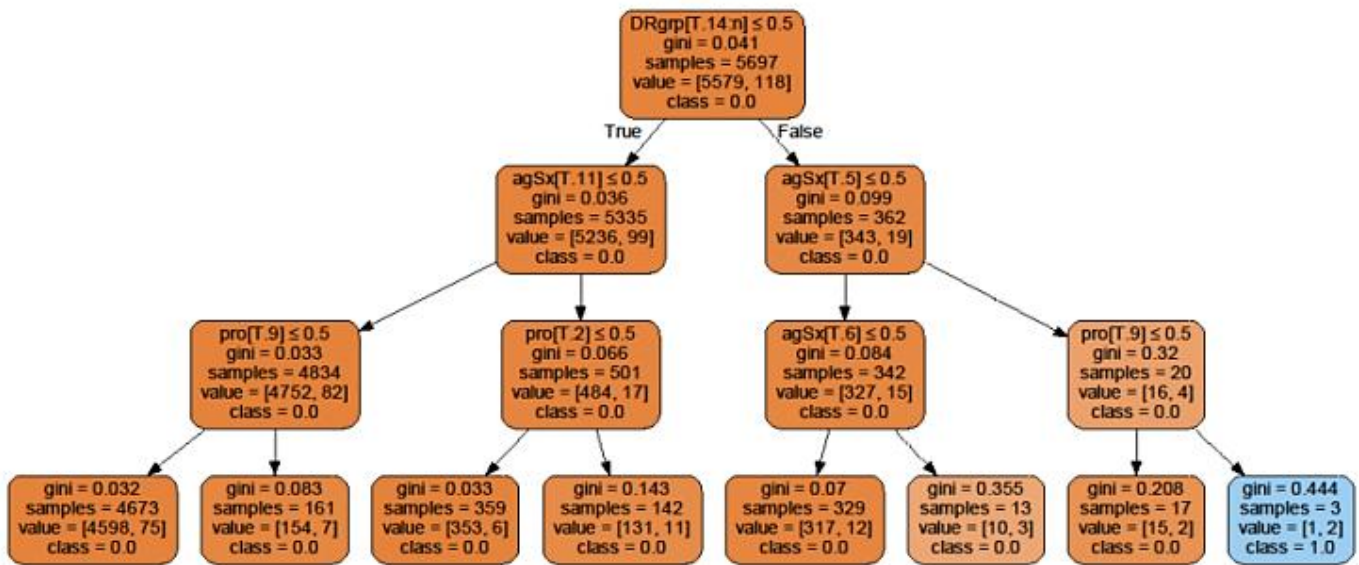 DRgrp[T.14:n] ≤ 0.5
gini = 0.041
samples = 5697
value = [5579, 118]
class = 0.0
True
False
agSx[T.11] ≤ 0.5
gini = 0.036
samples = 5335
value = [5236, 99]
class = 0.0
agSx[T.5] ≤ 0.5
gini = 0.099
samples = 362
value = [343, 19]
class = 0.0
pro[T.9] ≤ 0.5
gini = 0.033
samples = 4834
value = [4752, 82]
class = 0.0
pro[T.2] ≤ 0.5
gini = 0.066
samples = 501
value = [484, 17]
class = 0.0
agSx[T.6] ≤ 0.5
gini = 0.084
samples = 342
value = [327, 15]
class = 0.0
pro[T.9] ≤ 0.5
gini = 0.32
samples = 20
value = [16, 4]
class = 0.0
gini = 0.032
samples = 4673
value = [4598, 75]
class = 0.0
gini = 0.083
samples = 161
value = [154, 7]
class = 0.0
gini = 0.033
samples = 359
value = [353, 6]
class = 0.0
gini = 0.143
samples = 142
value = [131, 11]
class = 0.0
gini = 0.07
samples = 329
value = [317, 12]
class = 0.0
gini = 0.355
samples = 13
value = [10, 3]
class = 0.0
gini = 0.208
samples = 17
value = [15, 2]
class = 0.0
gini = 0.444
samples = 3
value = [1, 2]
class = 1.0